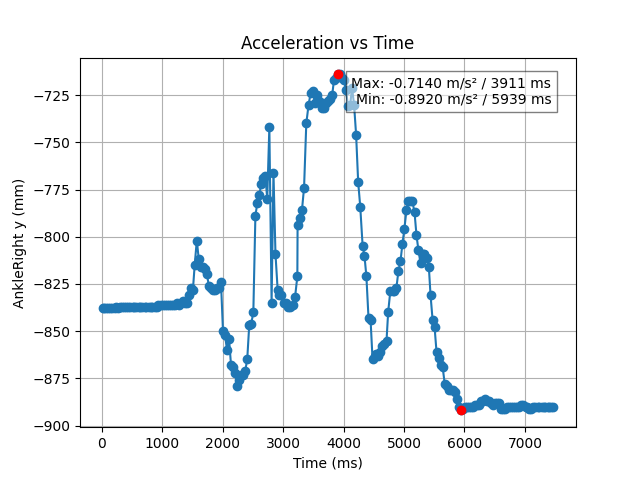 Acceleration vs Time
Max: -0.7140 m/s² / 3911 ms
Min: -0.8920 m/s² / 5939 ms
AnkleRight y (mm)
−725
−750
−775
−800
−825
−850
−875
−900
0 1000 2000 3000 4000 5000 6000 7000
Time (ms)